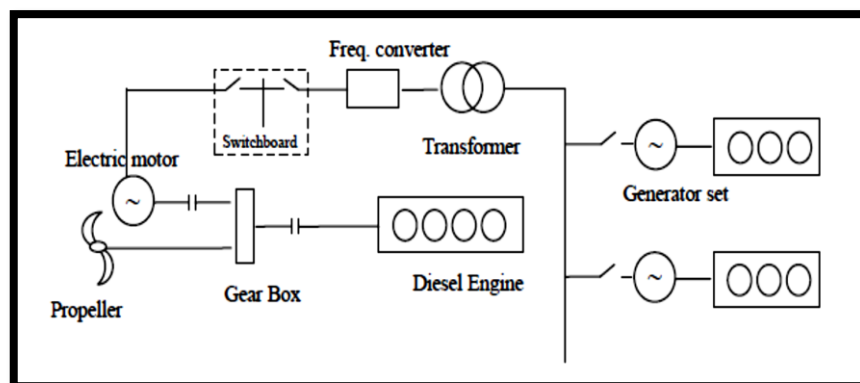 Freq. converter
Switchboard
Transformer
Electric motor
Generator set
Diesel Engine
Gear Box
Propeller